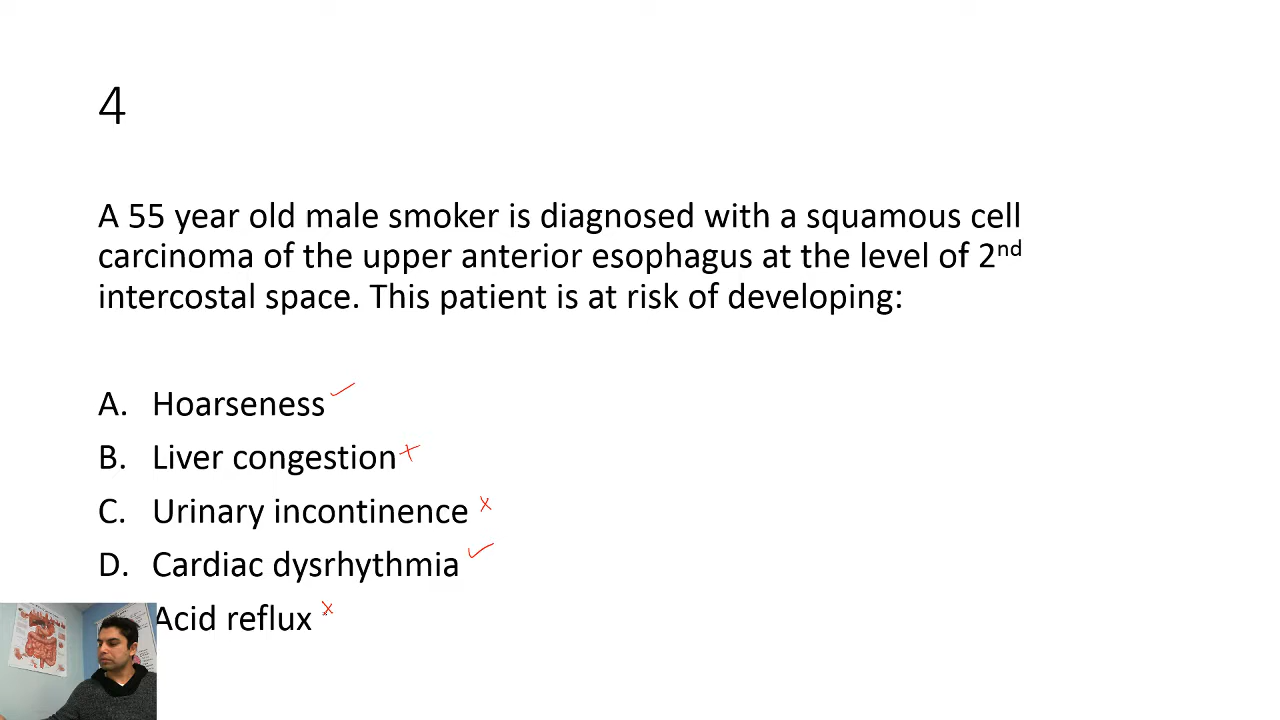 4
A 55 year old male smoker is diagnosed with a squamous cell
carcinoma of the upper anterior esophagus at the level of 2nd
intercostal space. This patient is at risk of developing:
A. Hoarseness
B. Liver congestion
C. Urinary incontinence
D. Cardiac dysrhythmia
Acid reflux